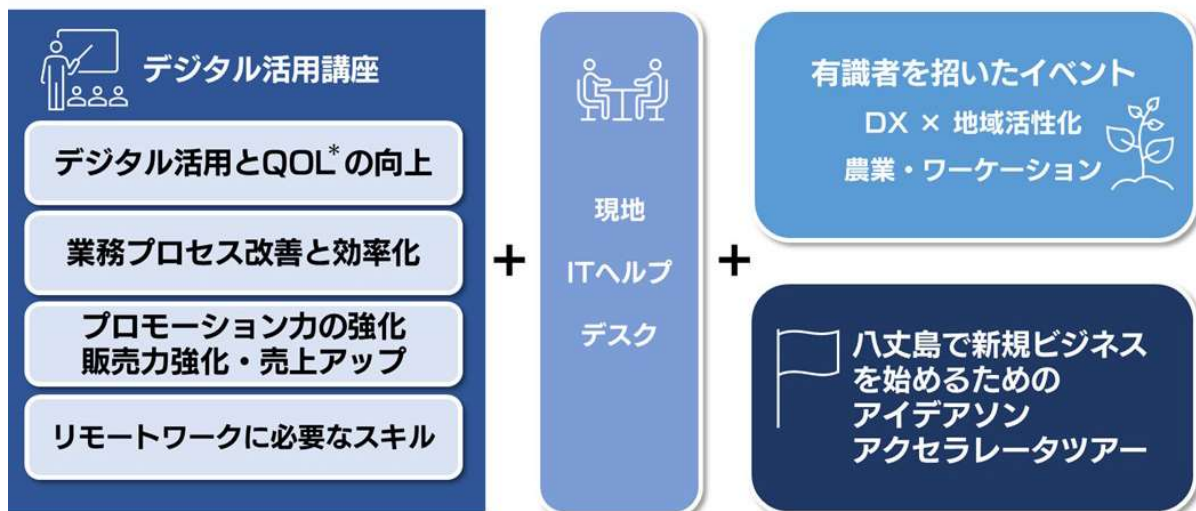 デジタル活用講座
デジタル活用とQOL*の向上
業務プロセス改善と効率化
プロモーション力の強化
販売力強化・売上アップ
リモートワークに必要なスキル
+
現地
ITヘルプ
デスク
+
有識者を招いたイベント
DX × 地域活性化
農業・ワーケーション
八丈島で新規ビジネス
を始めるための
アイデアソン
アクセラレータツアー